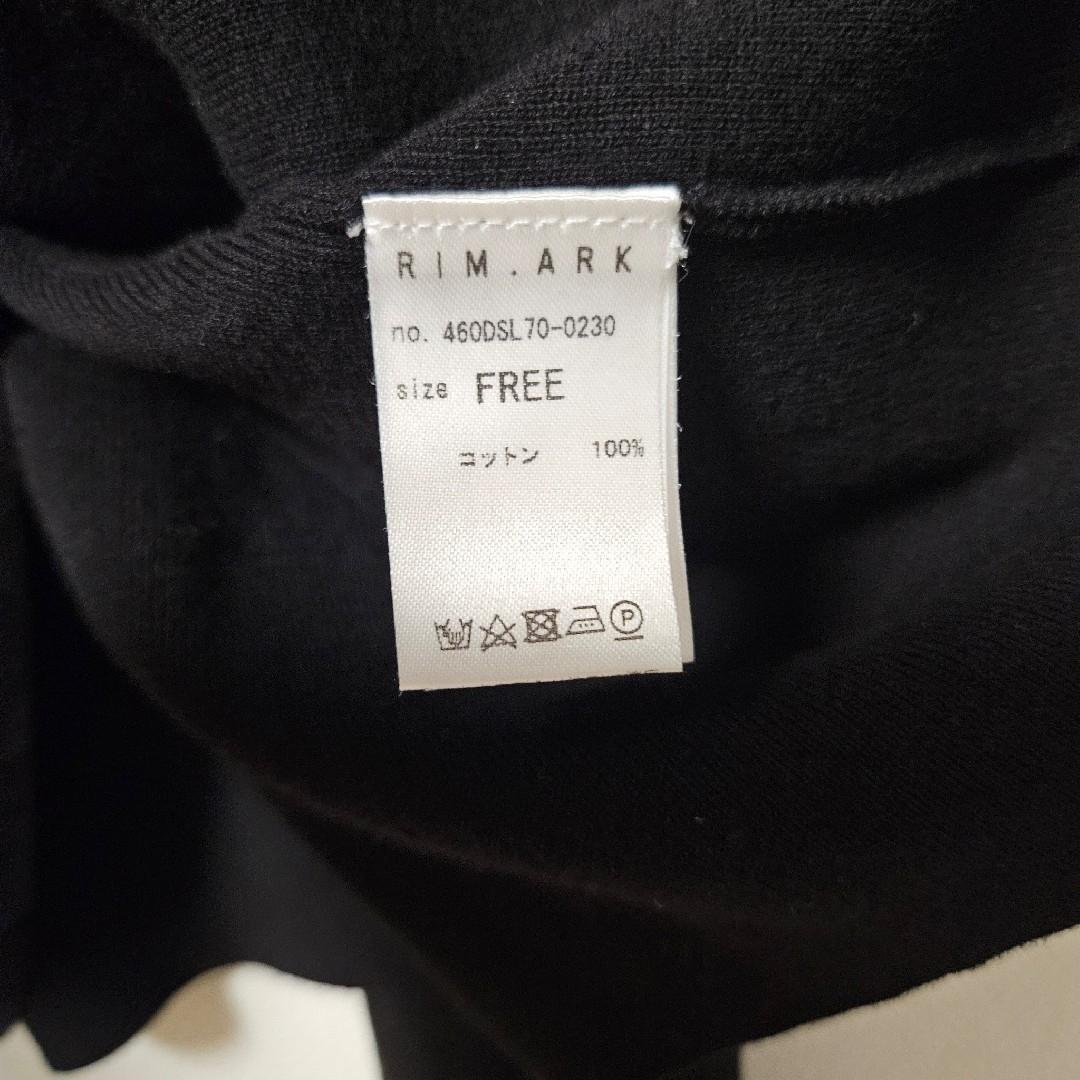 RIM.ARK
no. 460DSL70-0230
size FREE
コットン 100%
P